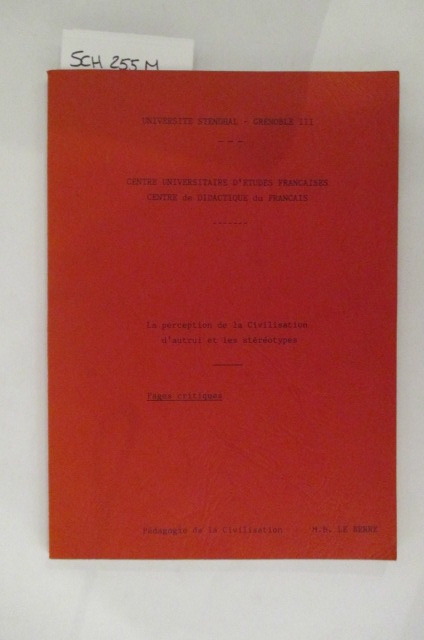 SCH 255 M
UNIVERSITE STENDHAL - GRENOBLE III
- - -
CENTRE UNIVERSITAIRE D'ETUDES FRANCAISES
CENTRE de DIDACTIQUE du FRANCAIS
-------
La perception de la Civilisation
d'autrui et les stéréotypes
Pages critiques
Pédagogie de la Civilisation M.R. LE